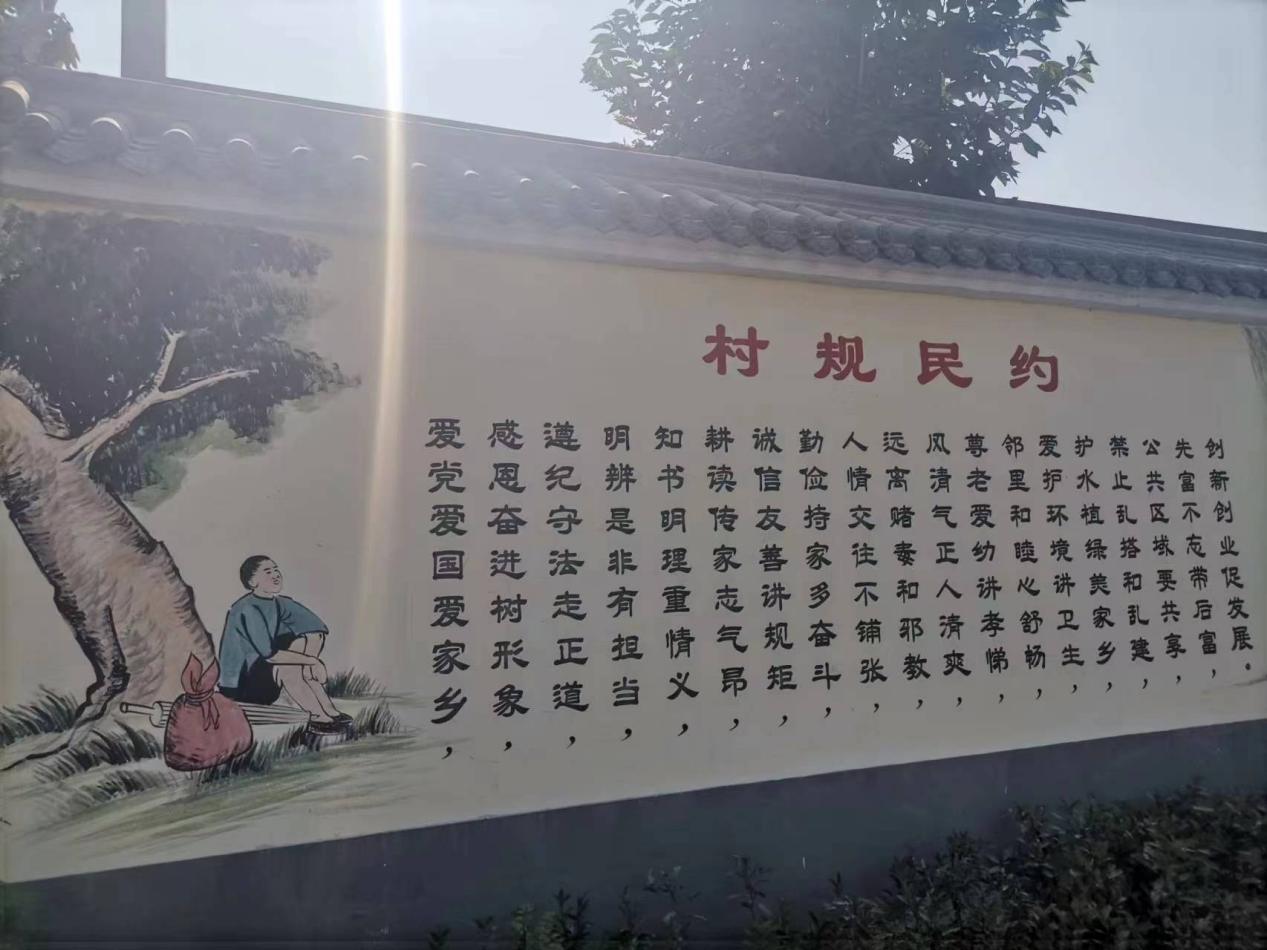 村规民约
爱党爱国爱家乡，
感恩奋进树形象，
遵纪守法走正道，
明辨是非有担当，
知书明理重情义，
耕读传家志气昂，
诚信友善讲规矩，
勤俭持家多奋斗，
人情交往不铺张，
远离赌毒和邪教，
风清气正人清爽，
尊老爱幼讲孝悌，
邻里和睦心舒畅，
爱护环境讲卫生，
护水植绿美家乡，
禁止乱搭和乱建，
公共区域要共享，
先富不忘带后富，
创新创业促发展。